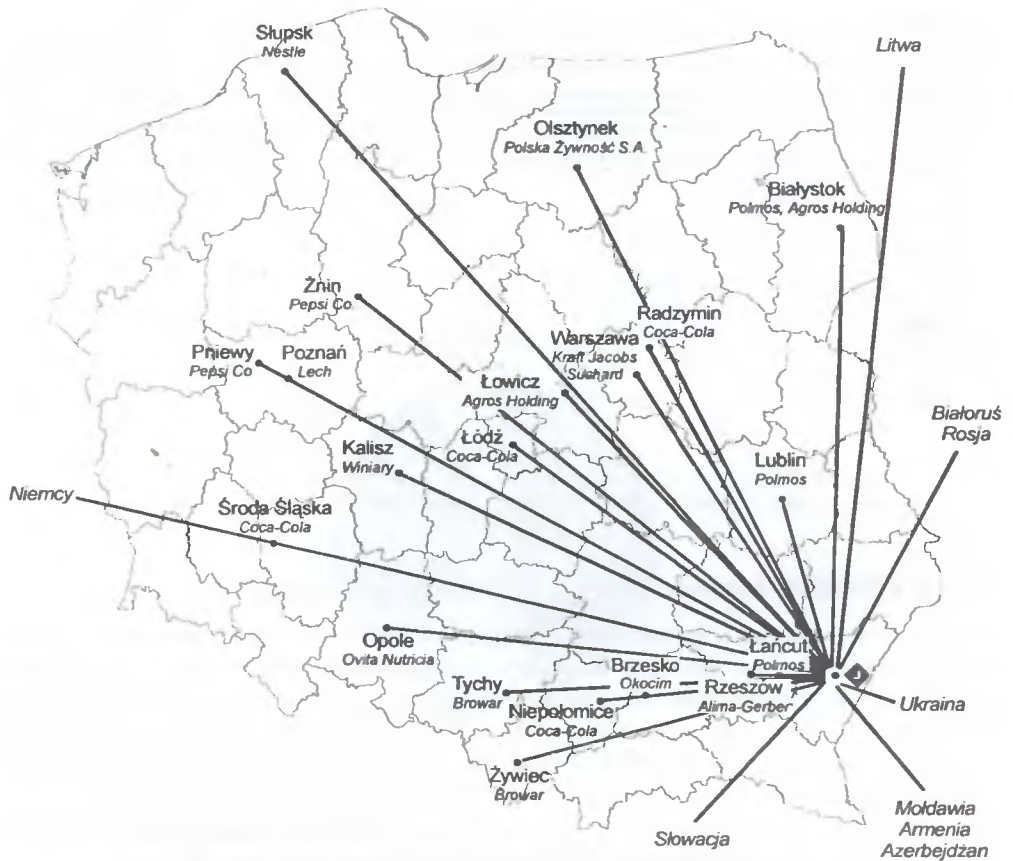 Słupsk
Nestle
Litwa
Olsztynek
Polska Żywność S.A.
Białystok
Polmos, Agros Holding
Żnin
Pepsi Co
Radzymin
Coca-Cola
Warszawa
Kraft Jacobs
Suchard
Pniewy
Pepsi Co
Poznań
Lech
Łowicz
Agros Holding
Białoruś
Rosja
Kalisz
Winiary
Łódź
Coca-Cola
Lublin
Polmos
Niemcy
Środa Śląska
Coca-Cola
Opole
Ovita Nutricia
Łańcut
Polmos
Brzesko
Okocim
Tychy
Browar
Rzeszów
Alima-Gerber
Niepołomice
Coca-Cola
Ukraina
Żywiec
Browar
Słowacja
Mołdawia
Armenia
Azerbejdżan